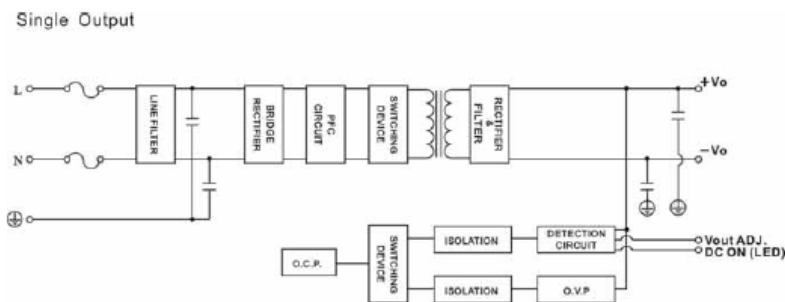 Single Output
L
N
LINE FILTER
BRIDGE
RECTIFIER
PFC
CIRCUIT
SWITCHING
DEVICE
RECTIFIER
&
FILTER
+Vo
-Vo
SWITCHING
DEVICE
O.C.P.
ISOLATION
DETECTION
CIRCUIT
Vout ADJ.
DC ON (LED)
ISOLATION
O.V.P